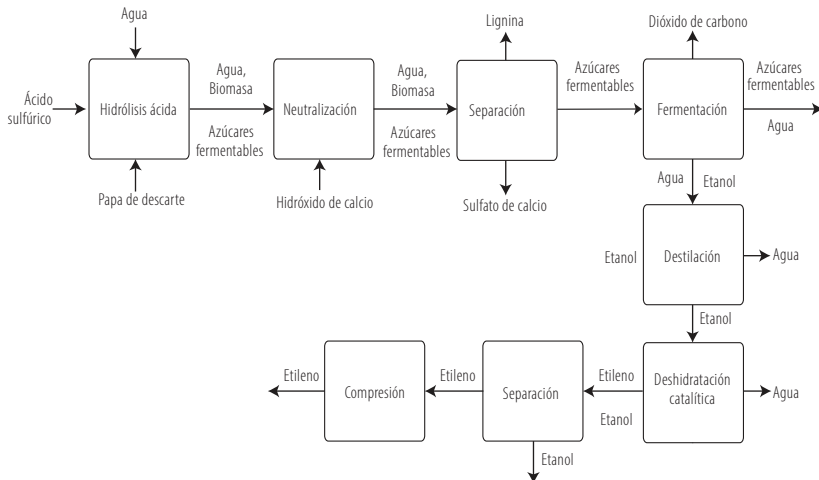 Agua
Ácido
sulfúrico
Hidrólisis ácida
Papa de descarte
Agua,
Biomasa
Azúcares
fermentables
Neutralización
Hidróxido de calcio
Agua,
Biomasa
Azúcares
fermentables
Lignina
Separación
Sulfato de calcio
Azúcares
fermentables
Dióxido de carbono
Fermentación
Azúcares
fermentables
Agua
Agua
Etanol
Etanol
Destilación
Agua
Etanol
Deshidratación
catalítica
Agua
Etileno
Etanol
Separación
Etanol
Etileno
Compresión
Etileno